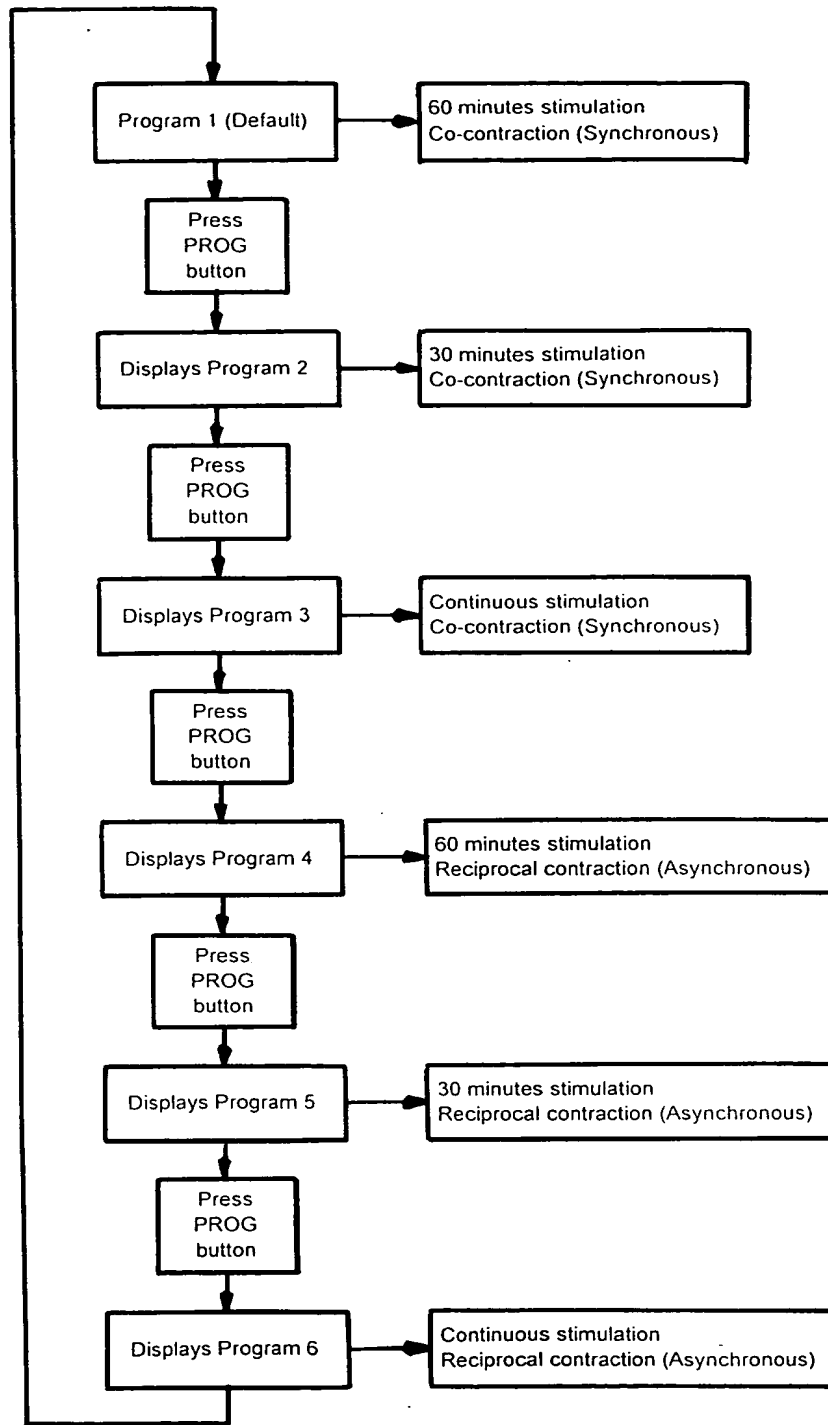 Program 1 (Default)
60 minutes stimulation
Co-contraction (Synchronous)
Press
PROG
button
Displays Program 2
30 minutes stimulation
Co-contraction (Synchronous)
Press
PROG
button
Displays Program 3
Continuous stimulation
Co-contraction (Synchronous)
Press
PROG
button
Displays Program 4
60 minutes stimulation
Reciprocal contraction (Asynchronous)
Press
PROG
button
Displays Program 5
30 minutes stimulation
Reciprocal contraction (Asynchronous)
Press
PROG
button
Displays Program 6
Continuous stimulation
Reciprocal contraction (Asynchronous)